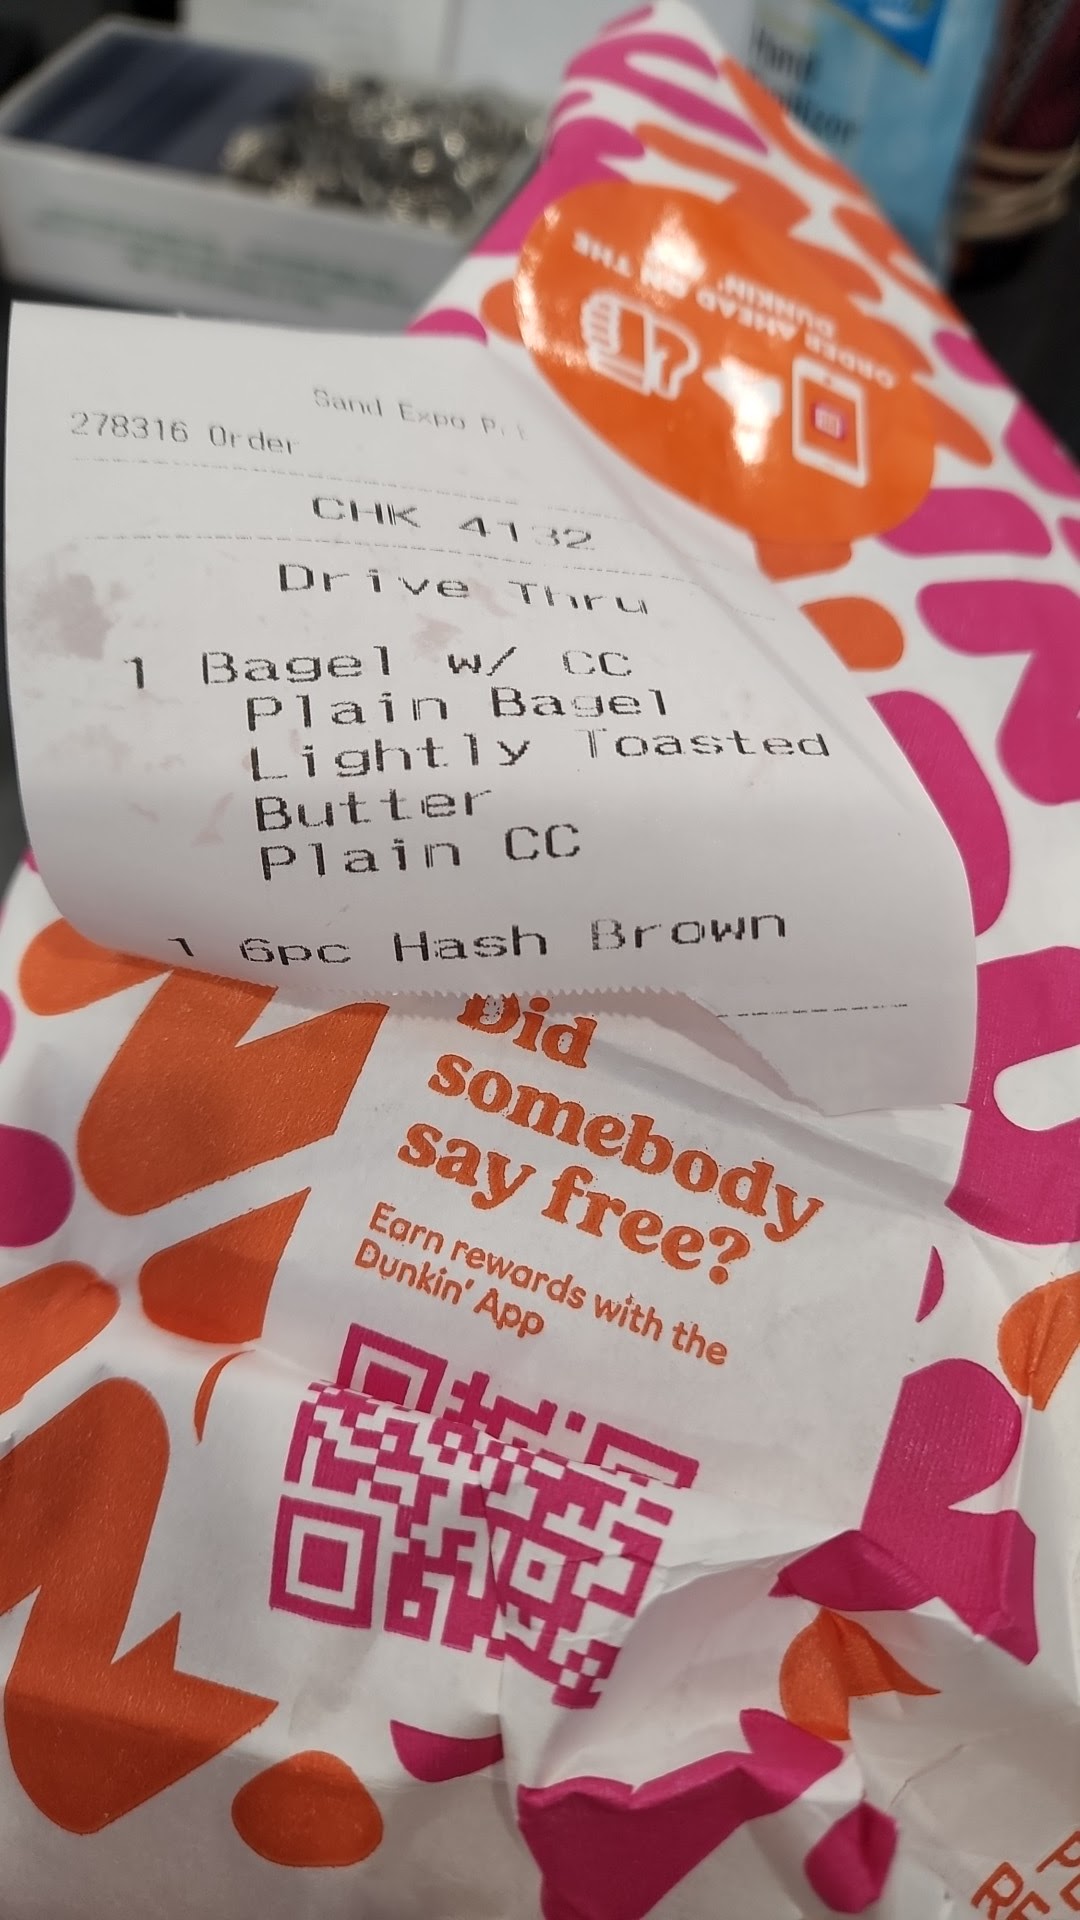 Hand
ORDER AHEAD ON THE
DUNKIN'
Sand Expo
278316 Order
CHK 4132
Drive Thru
1 Bagel w/ CC
Plain Bagel
Lightly Toasted
Butter
Plain CC
1 6pc Hash Brown
Did
somebody
say free?
Earn rewards with the
Dunkin' App